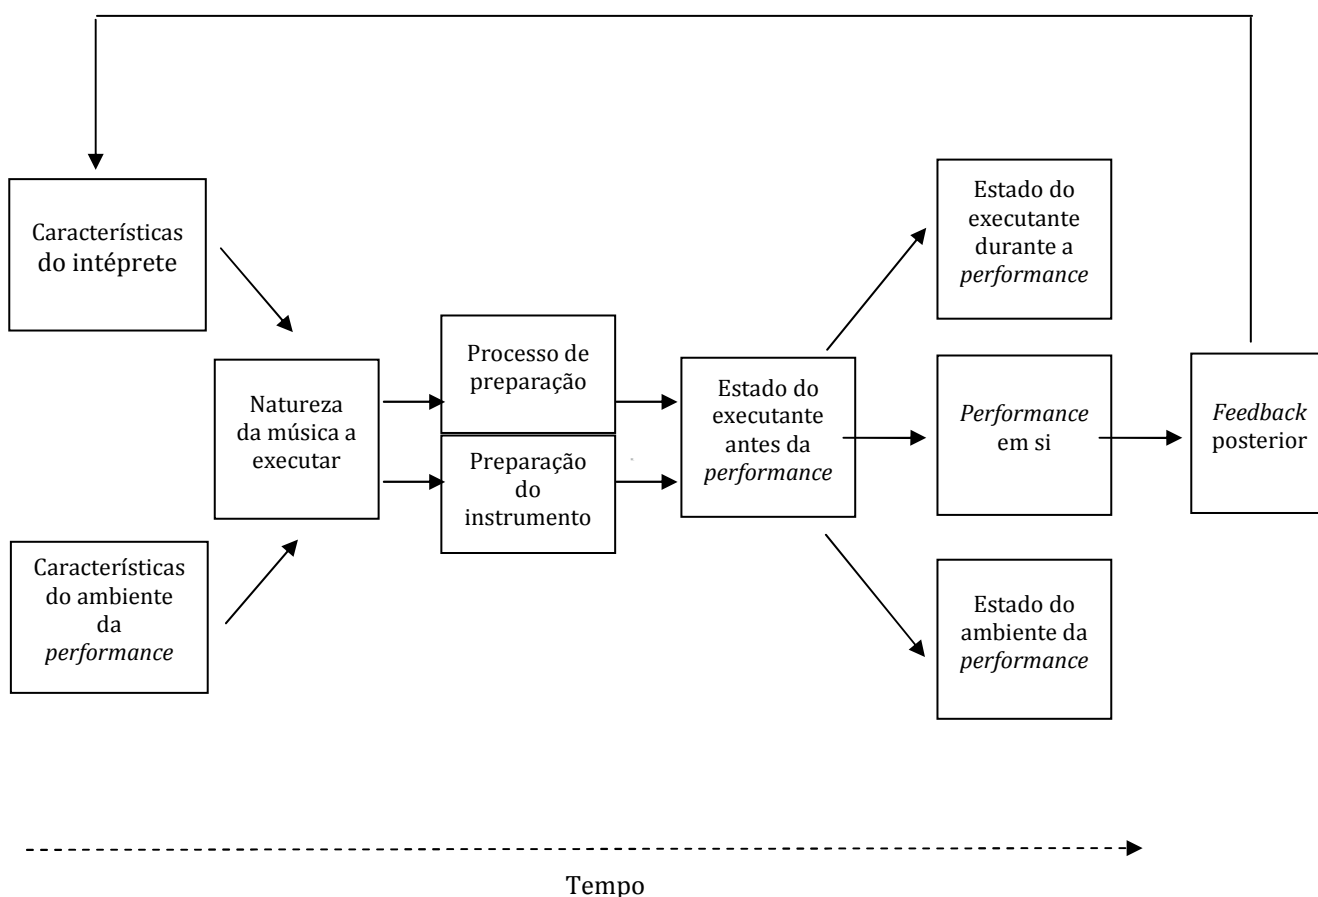 Características
do intéprete
Características
do ambiente
da
performance
Natureza
da música a
executar
Processo de
preparação
Preparação
do
instrumento
Estado do
executante
antes da
performance
Estado do
executante
durante a
performance
Performance
em si
Estado do
ambiente da
performance
Feedback
posterior
Tempo